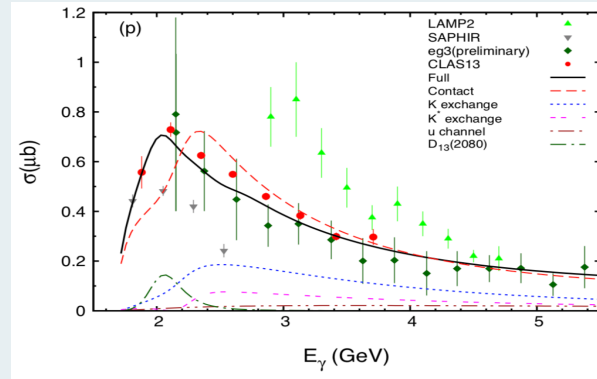 (p)
LAMP2
SAPHIR
eg3(preliminary)
CLAS13
Full
Contact
K exchange
K* exchange
u channel
D₁₃(2080)
σ(μb)
1.2
1
0.8
0.6
0.4
0.2
0
2
3
4
5
E_γ (GeV)